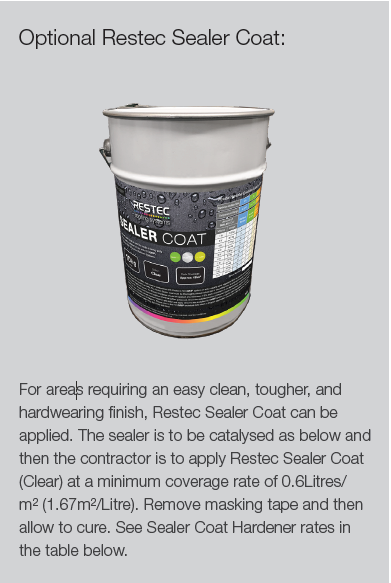 Optional Restec Sealer Coat:
RESTEC
roofing systems
SEALER COAT
For areas requiring an easy clean, tougher, and
hardwearing finish, Restec Sealer Coat can be
applied. The sealer is to be catalysed as below and
then the contractor is to apply Restec Sealer Coat
(Clear) at a minimum coverage rate of 0.6Litres/
m² (1.67m²/Litre). Remove masking tape and then
allow to cure. See Sealer Coat Hardener rates in
the table below.